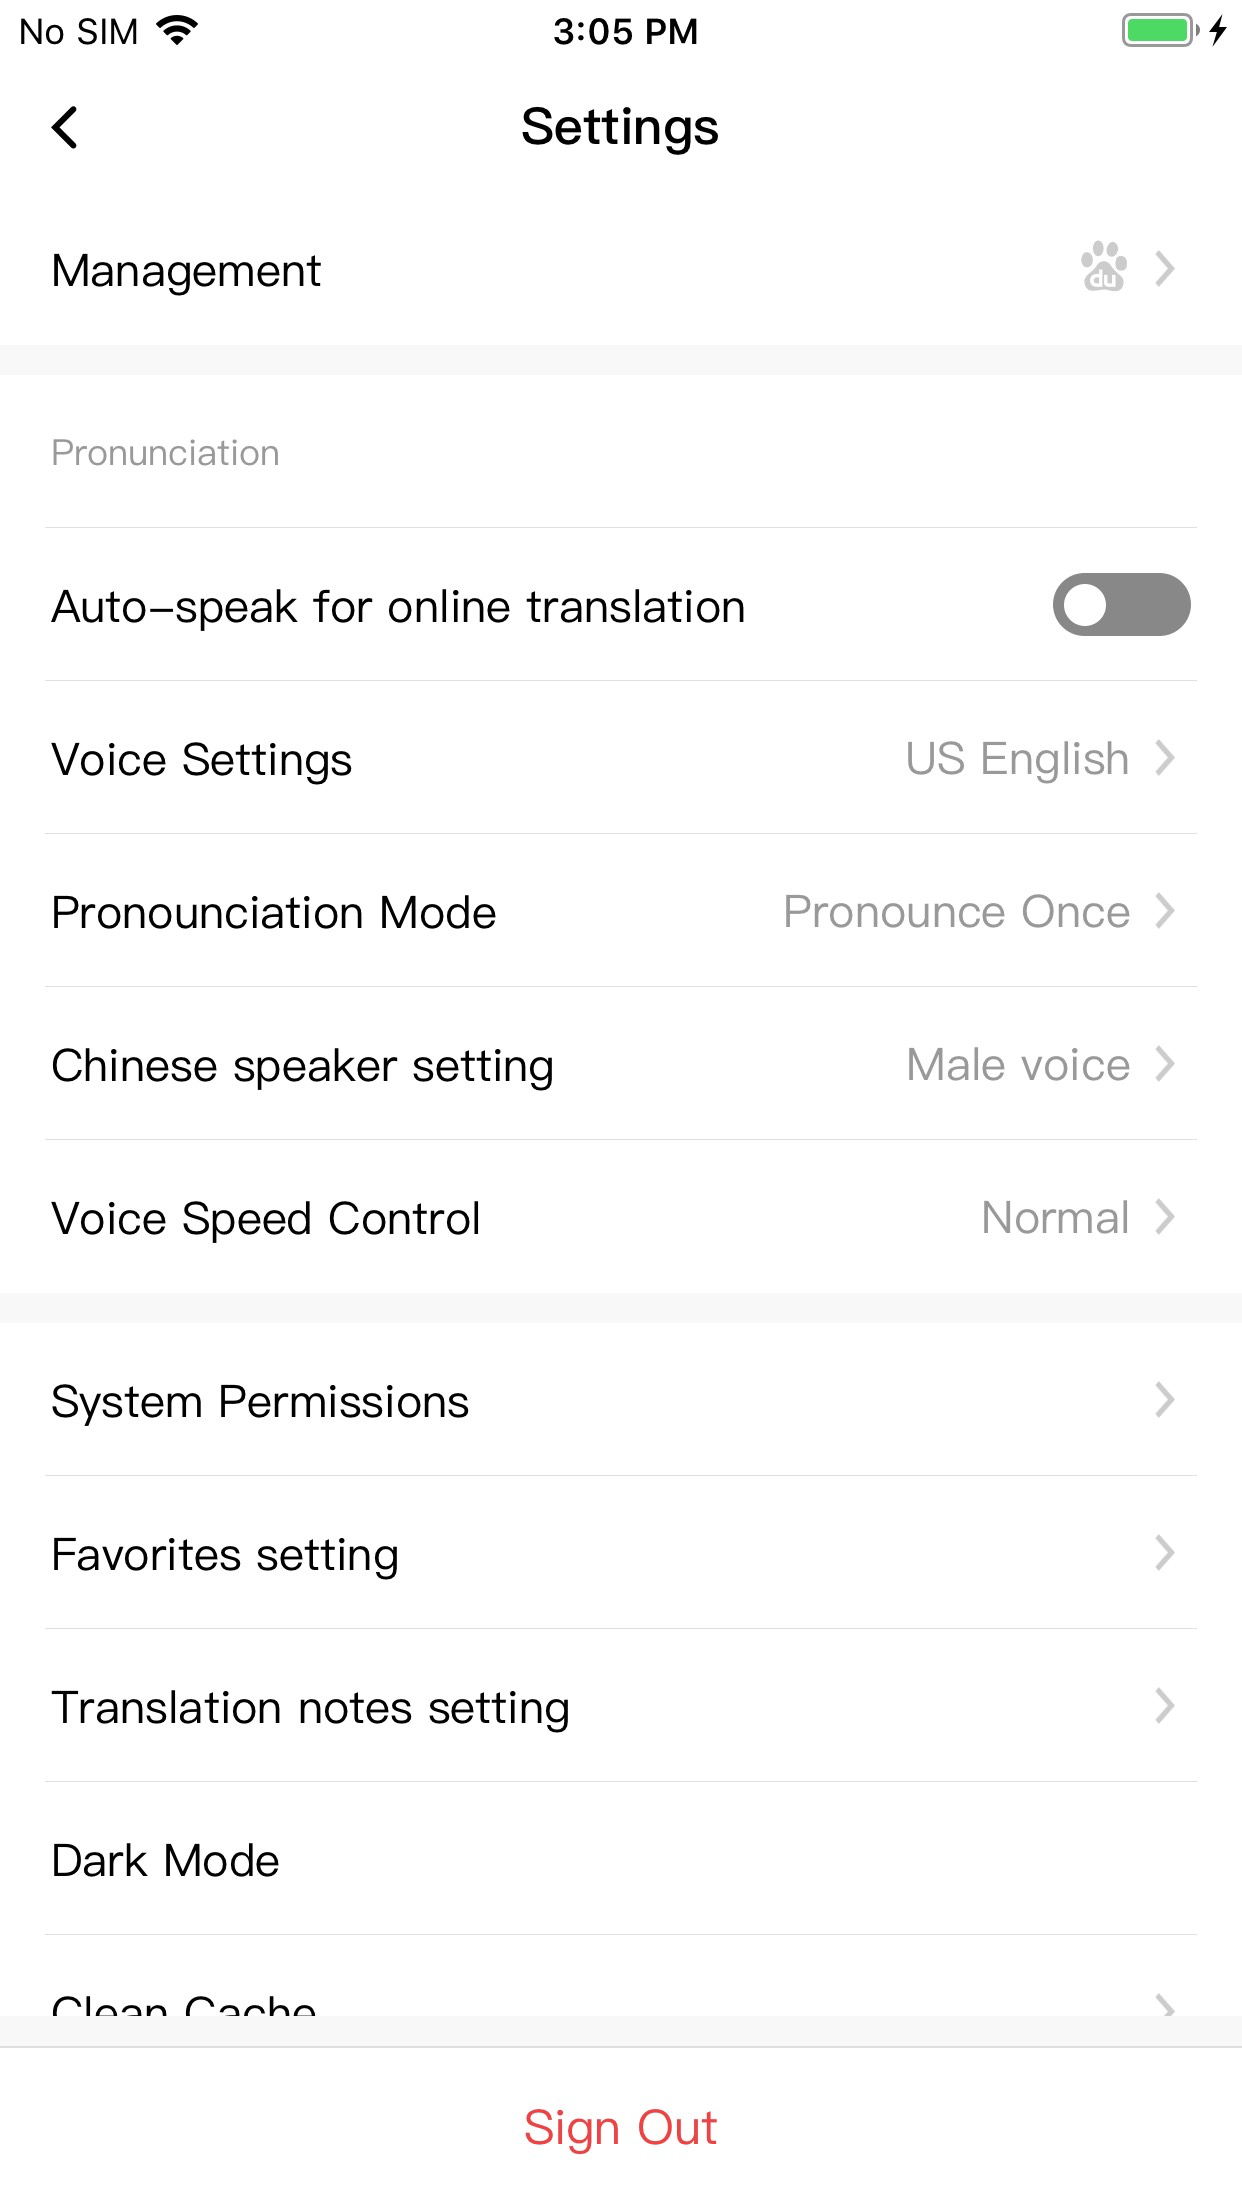 No SIM 3:05 PM
Settings
Management du
Pronunciation
Auto-speak for online translation
Voice Settings US English
Pronounciation Mode Pronounce Once
Chinese speaker setting Male voice
Voice Speed Control Normal
System Permissions
Favorites setting
Translation notes setting
Dark Mode
Clean Cache
Sign Out